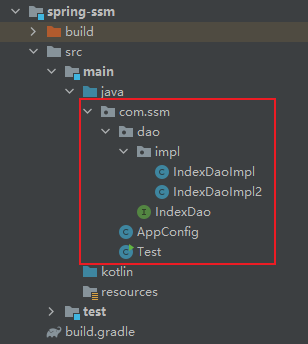 spring-ssm
build
src
main
java
com.ssm
dao
impl
IndexDaoImpl
IndexDaoImpl2
IndexDao
AppConfig
Test
kotlin
resources
test
build.gradle